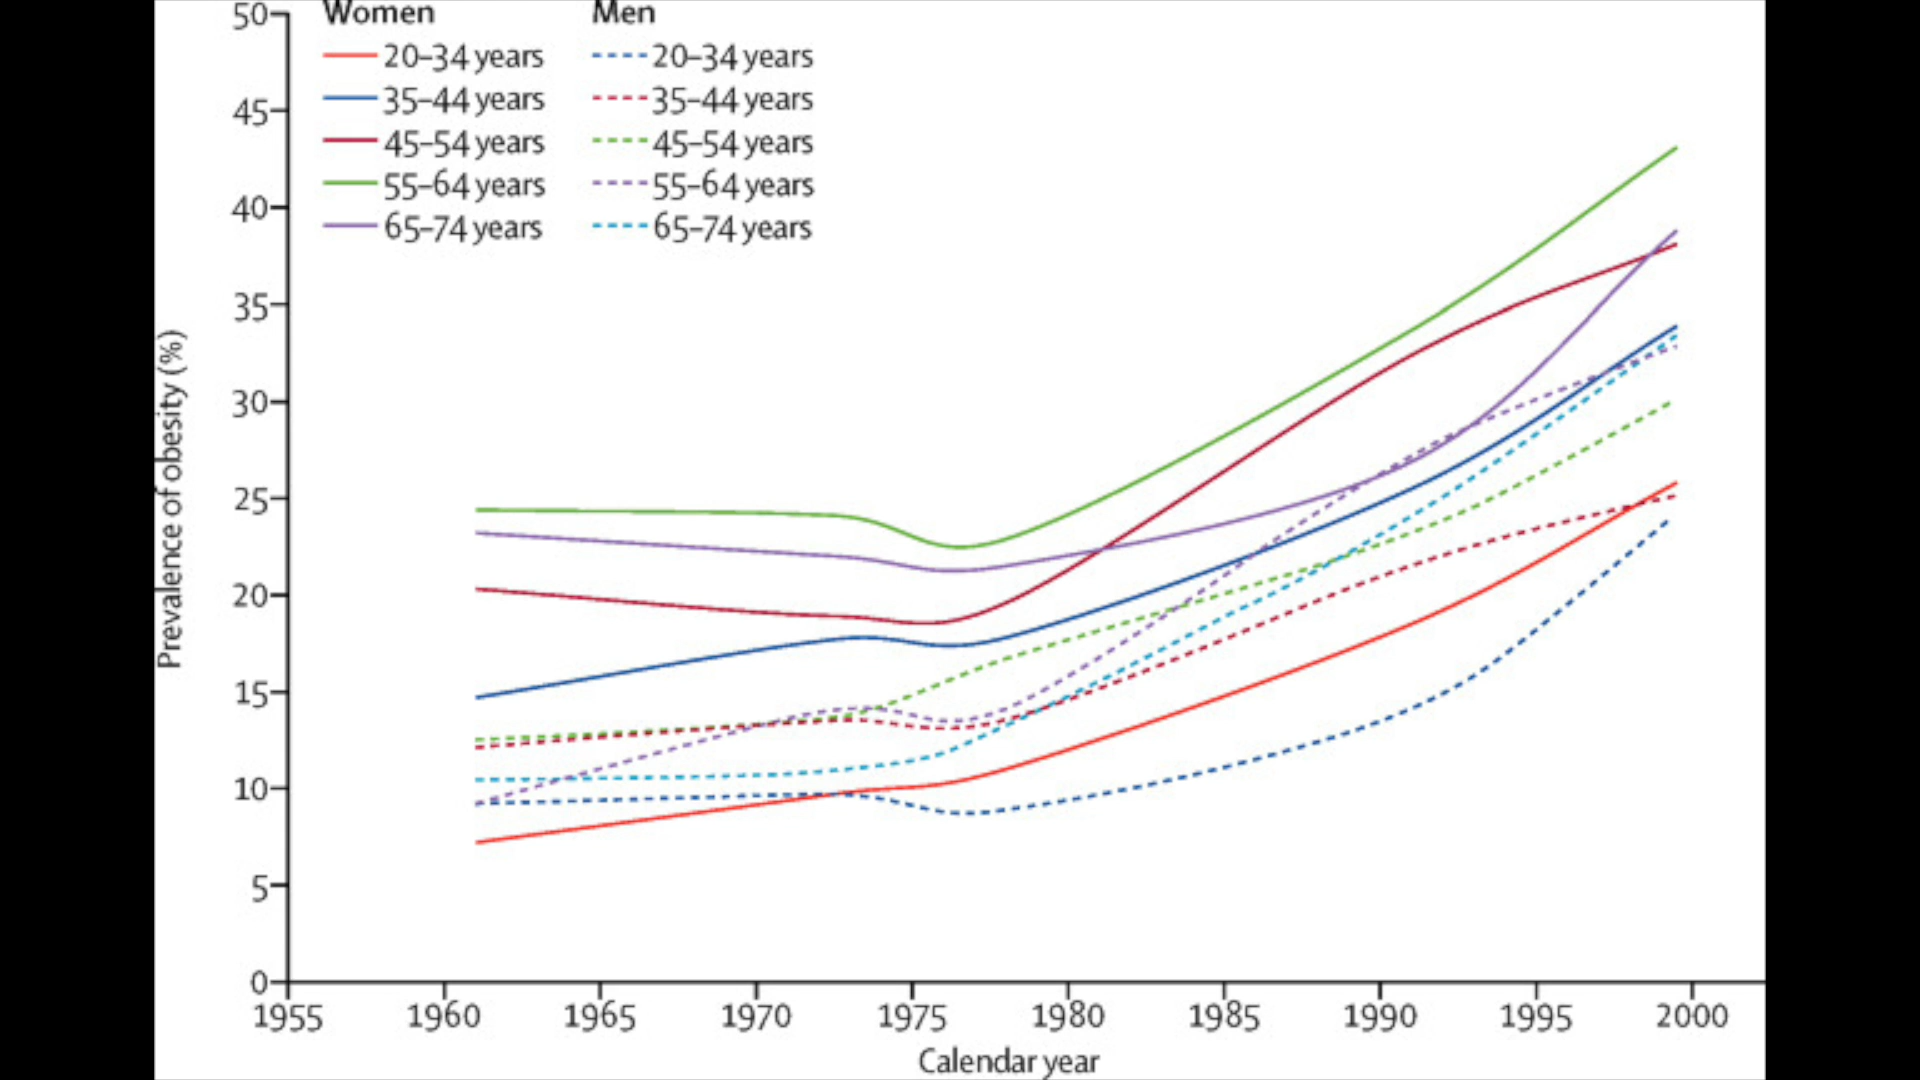 Women
20–34 years
35–44 years
45–54 years
55–64 years
65–74 years
Men
20–34 years
35–44 years
45–54 years
55–64 years
65–74 years
50
45
40
35
30
25
20
15
10
5
0
Prevalence of obesity (%)
1955 1960 1965 1970 1975 1980 1985 1990 1995 2000
Calendar year